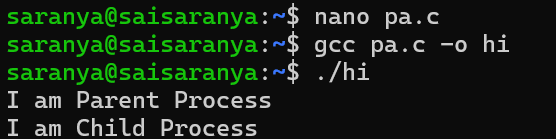 saranya@saisaranya:~$ nano pa.c
saranya@saisaranya:~$ gcc pa.c -o hi
saranya@saisaranya:~$ ./hi
I am Parent Process
I am Child Process